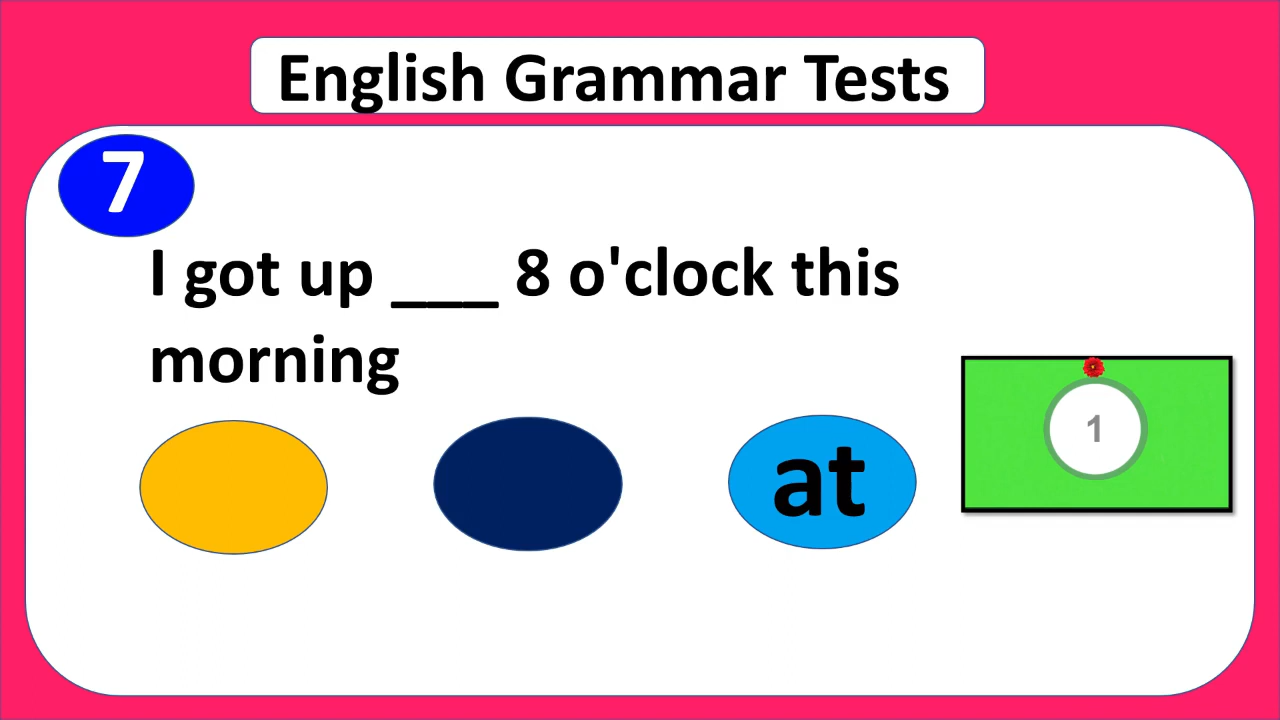 English Grammar Tests
7
I got up ___ 8 o'clock this
morning
at
1